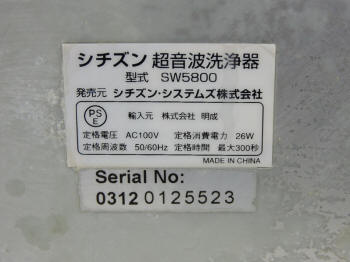 シチズン 超音波洗浄器
型式 SW5800
発売元 シチズン・システムズ株式会社
PS
E
輸入元 株式会社 明成
定格電圧 AC100V 定格消費電力 26W
定格周波数 50/60Hz 定格時間 最大300秒
MADE IN CHINA
Serial No:
0312 0125523